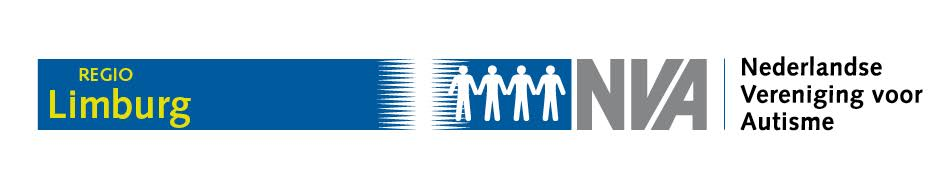 REGIO
Limburg
NVA
Nederlandse
Vereniging voor
Autisme